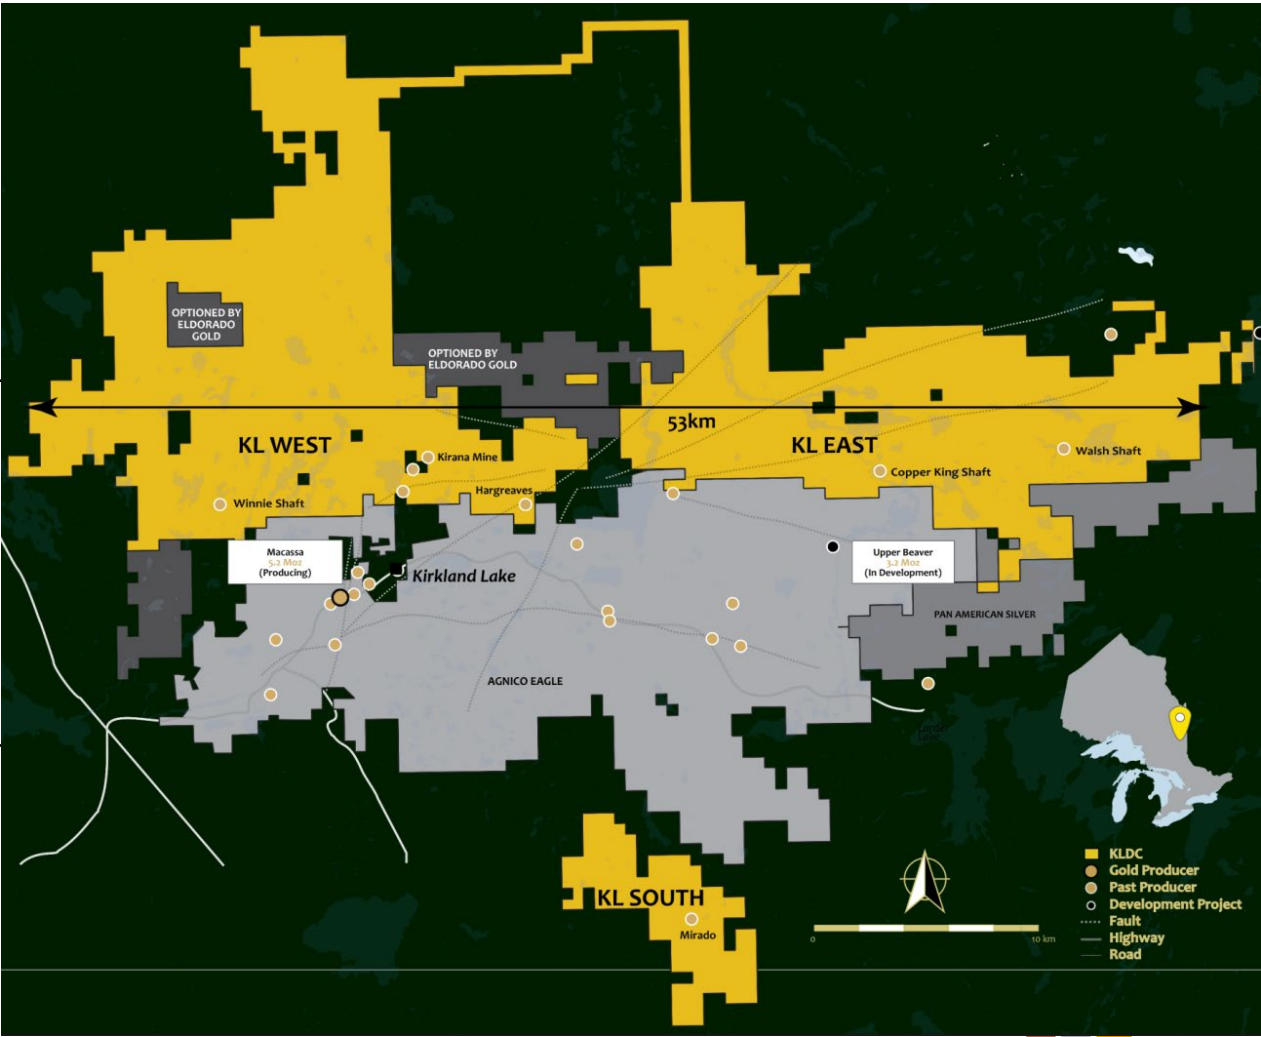 OPTIONED BY
ELDORADO
GOLD
OPTIONED BY
ELDORADO GOLD
53km
KL WEST
KL EAST
Kirana Mine
Walsh Shaft
Copper King Shaft
Hargreaves
Winnie Shaft
Macassa
5.2 Moz
(Producing)
Upper Beaver
3.2 Moz
(In Development)
Kirkland Lake
PAN AMERICAN SILVER
AGNICO EAGLE
KL SOUTH
Mirado
KLDC
Gold Producer
Past Producer
Development Project
Fault
Highway
Road
0
10 km